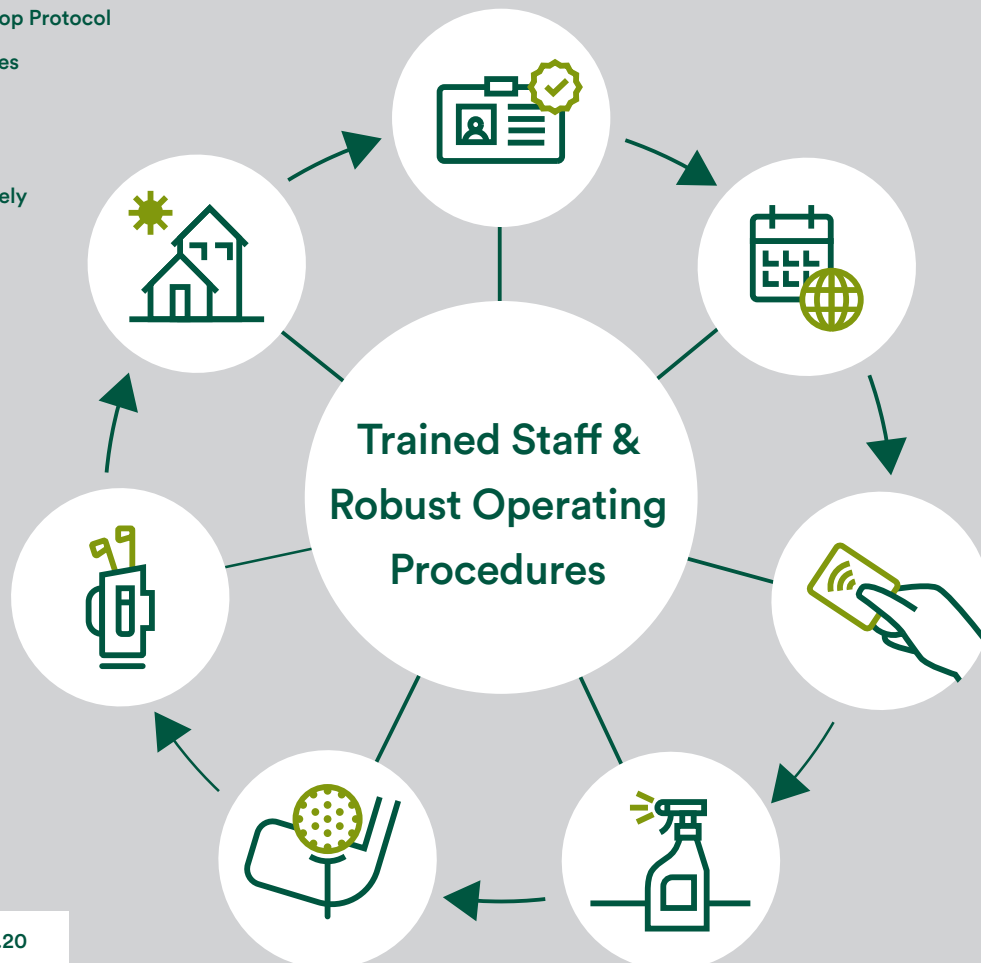 op Protocol
es
ely
Trained Staff &
Robust Operating
Procedures
.20